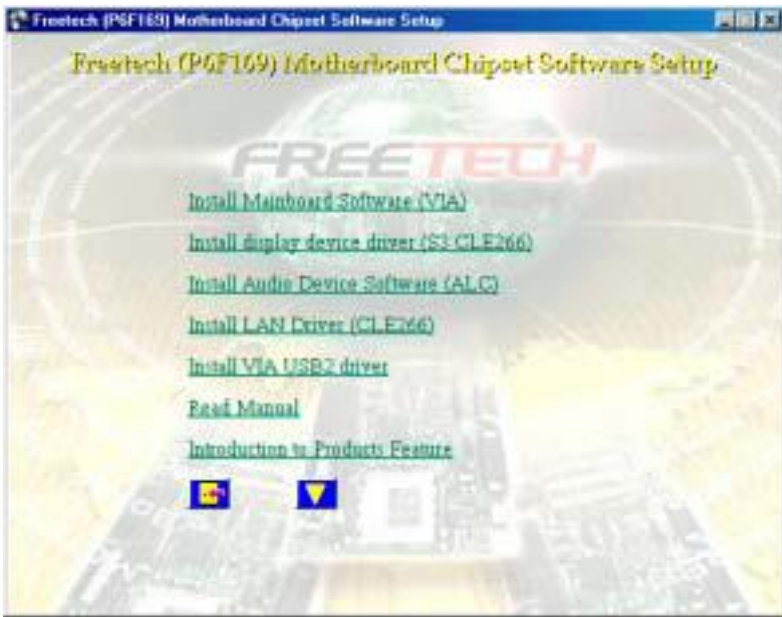 Freetech (P6F169) Motherboard Chipset Software Setup
Freetech (P6F169) Motherboard Chipset Software Setup
FREETECH
Install Mainboard Software (VIA)
Install display device driver (S3 CLE266)
Install Audio Device Software (ALC)
Install LAN Driver (CLE266)
Install VIA USB2 driver
Read Manual
Introduction to Products Feature